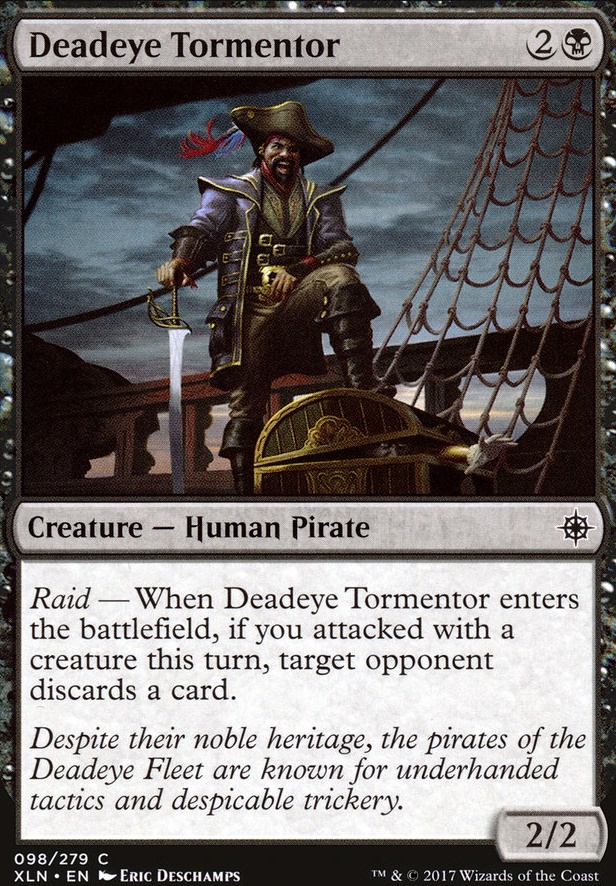 Deadeye Tormentor 2
Creature — Human Pirate
Raid — When Deadeye Tormentor enters
the battlefield, if you attacked with a
creature this turn, target opponent
discards a card.
Despite their noble heritage, the pirates of the
Deadeye Fleet are known for underhanded
tactics and despicable trickery.
2/2
098/279 C
XLN • EN Eric Deschamps ™ & © 2017 Wizards of the Coast